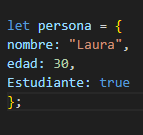 let persona = {
nombre: "Laura",
edad: 30,
Estudiante: true
};